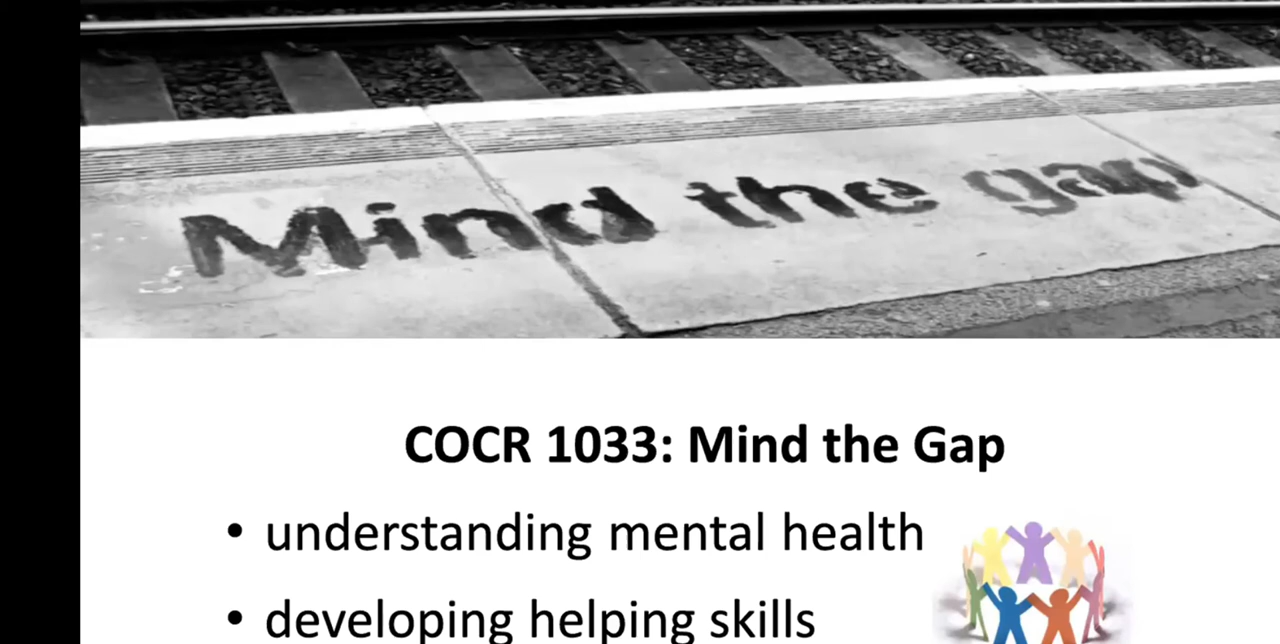 Mind the gap
COCR 1033: Mind the Gap
• understanding mental health
• developing helping skills